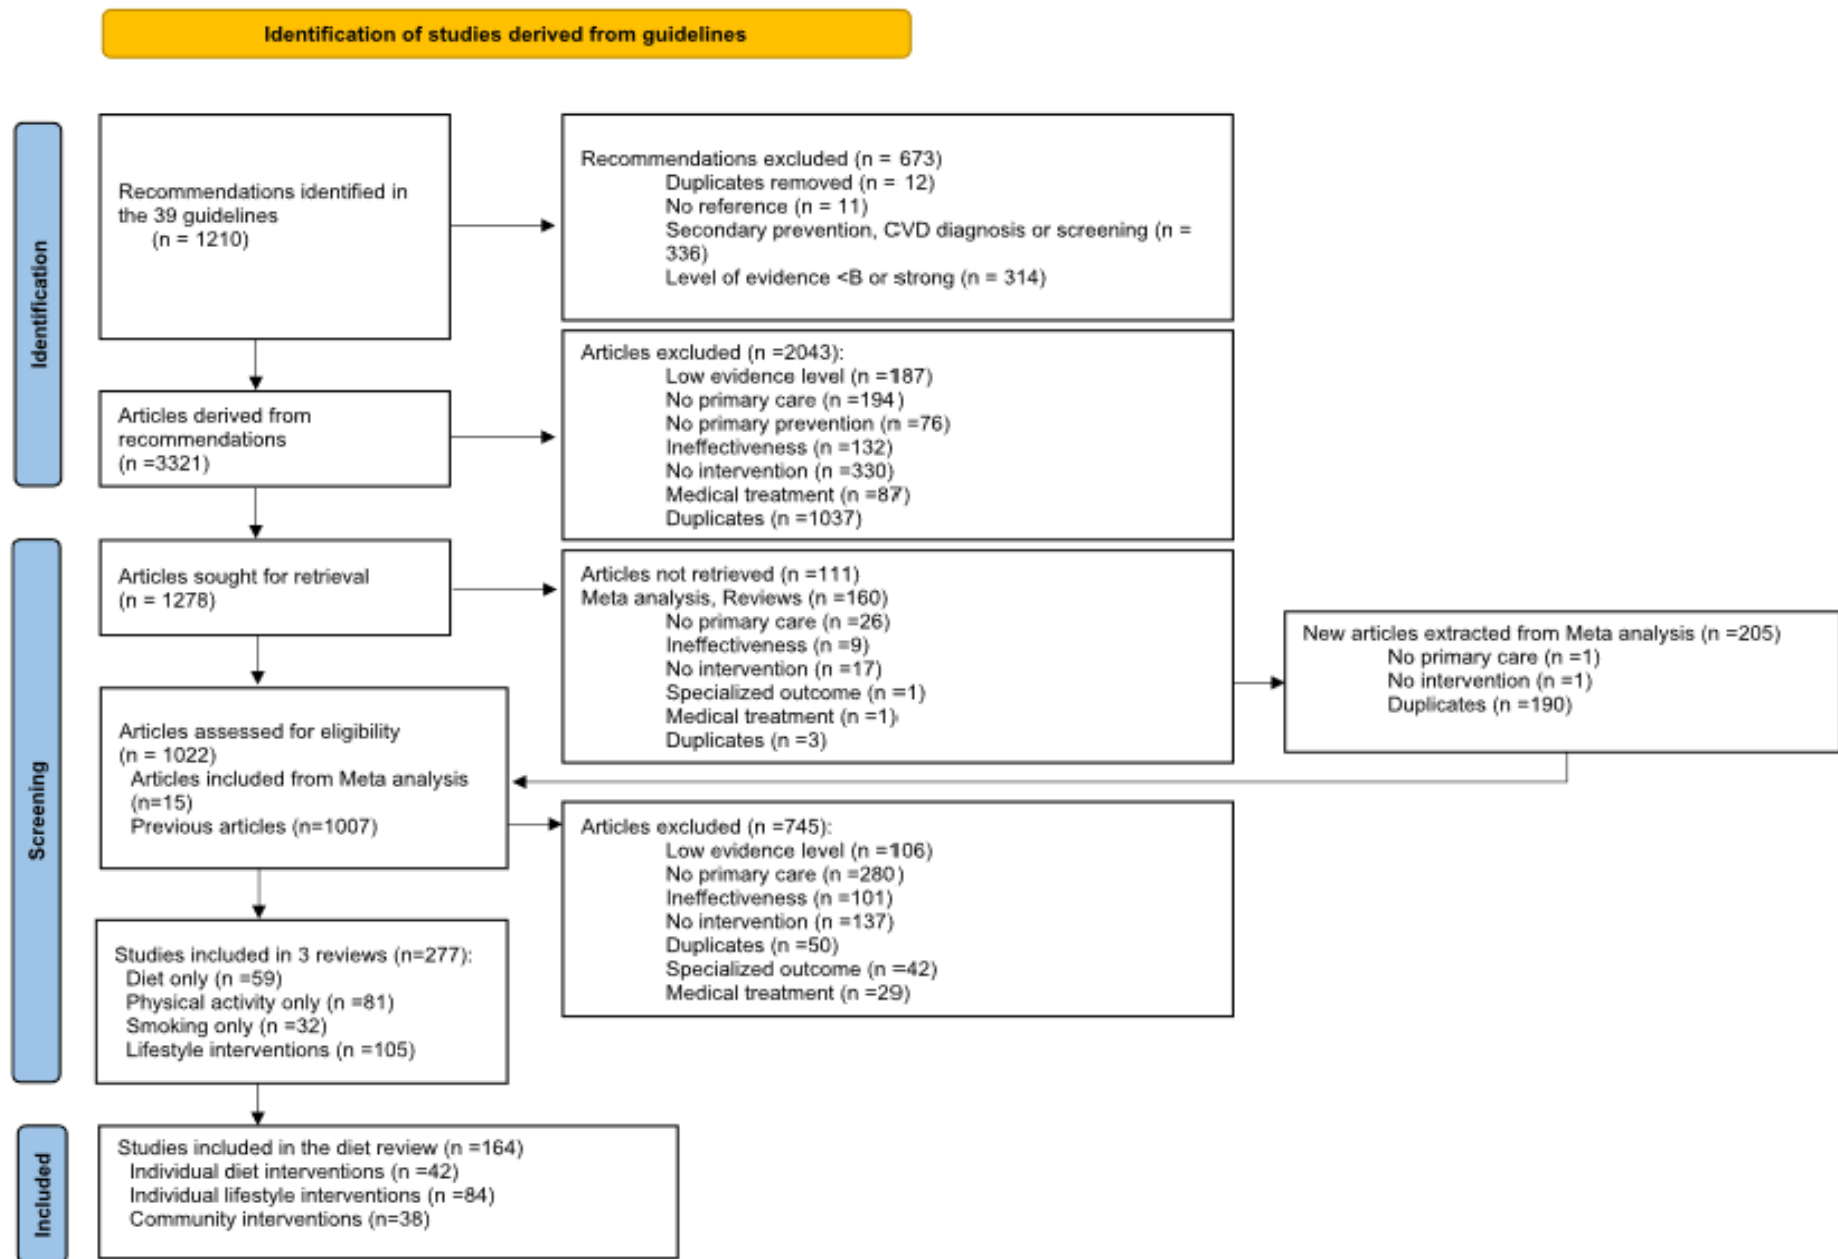 Identification of studies derived from guidelines
Identification
Recommendations identified in
the 39 guidelines
(n = 1210)
Recommendations excluded (n = 673)
Duplicates removed (n = 12)
No reference (n = 11)
Secondary prevention, CVD diagnosis or screening (n =
336)
Level of evidence <B or strong (n = 314)
Articles derived from
recommendations
(n =3321)
Articles excluded (n =2043):
Low evidence level (n =187)
No primary care (n =194)
No primary prevention (n =76)
Ineffectiveness (n =132)
No intervention (n =330)
Medical treatment (n =87)
Duplicates (n =1037)
Screening
Articles sought for retrieval
(n = 1278)
Articles not retrieved (n =111)
Meta analysis, Reviews (n =160)
No primary care (n =26)
Ineffectiveness (n =9)
No intervention (n =17)
Specialized outcome (n =1)
Medical treatment (n =1)
Duplicates (n =3)
New articles extracted from Meta analysis (n =205)
No primary care (n =1)
No intervention (n =1)
Duplicates (n =190)
Articles assessed for eligibility
(n = 1022)
Articles included from Meta analysis
(n=15)
Previous articles (n=1007)
Articles excluded (n =745):
Low evidence level (n =106)
No primary care (n =280)
Ineffectiveness (n =101)
No intervention (n =137)
Duplicates (n =50)
Specialized outcome (n =42)
Medical treatment (n =29)
Studies included in 3 reviews (n=277):
Diet only (n =59)
Physical activity only (n =81)
Smoking only (n =32)
Lifestyle interventions (n =105)
Included
Studies included in the diet review (n =164)
Individual diet interventions (n =42)
Individual lifestyle interventions (n =84)
Community interventions (n=38)